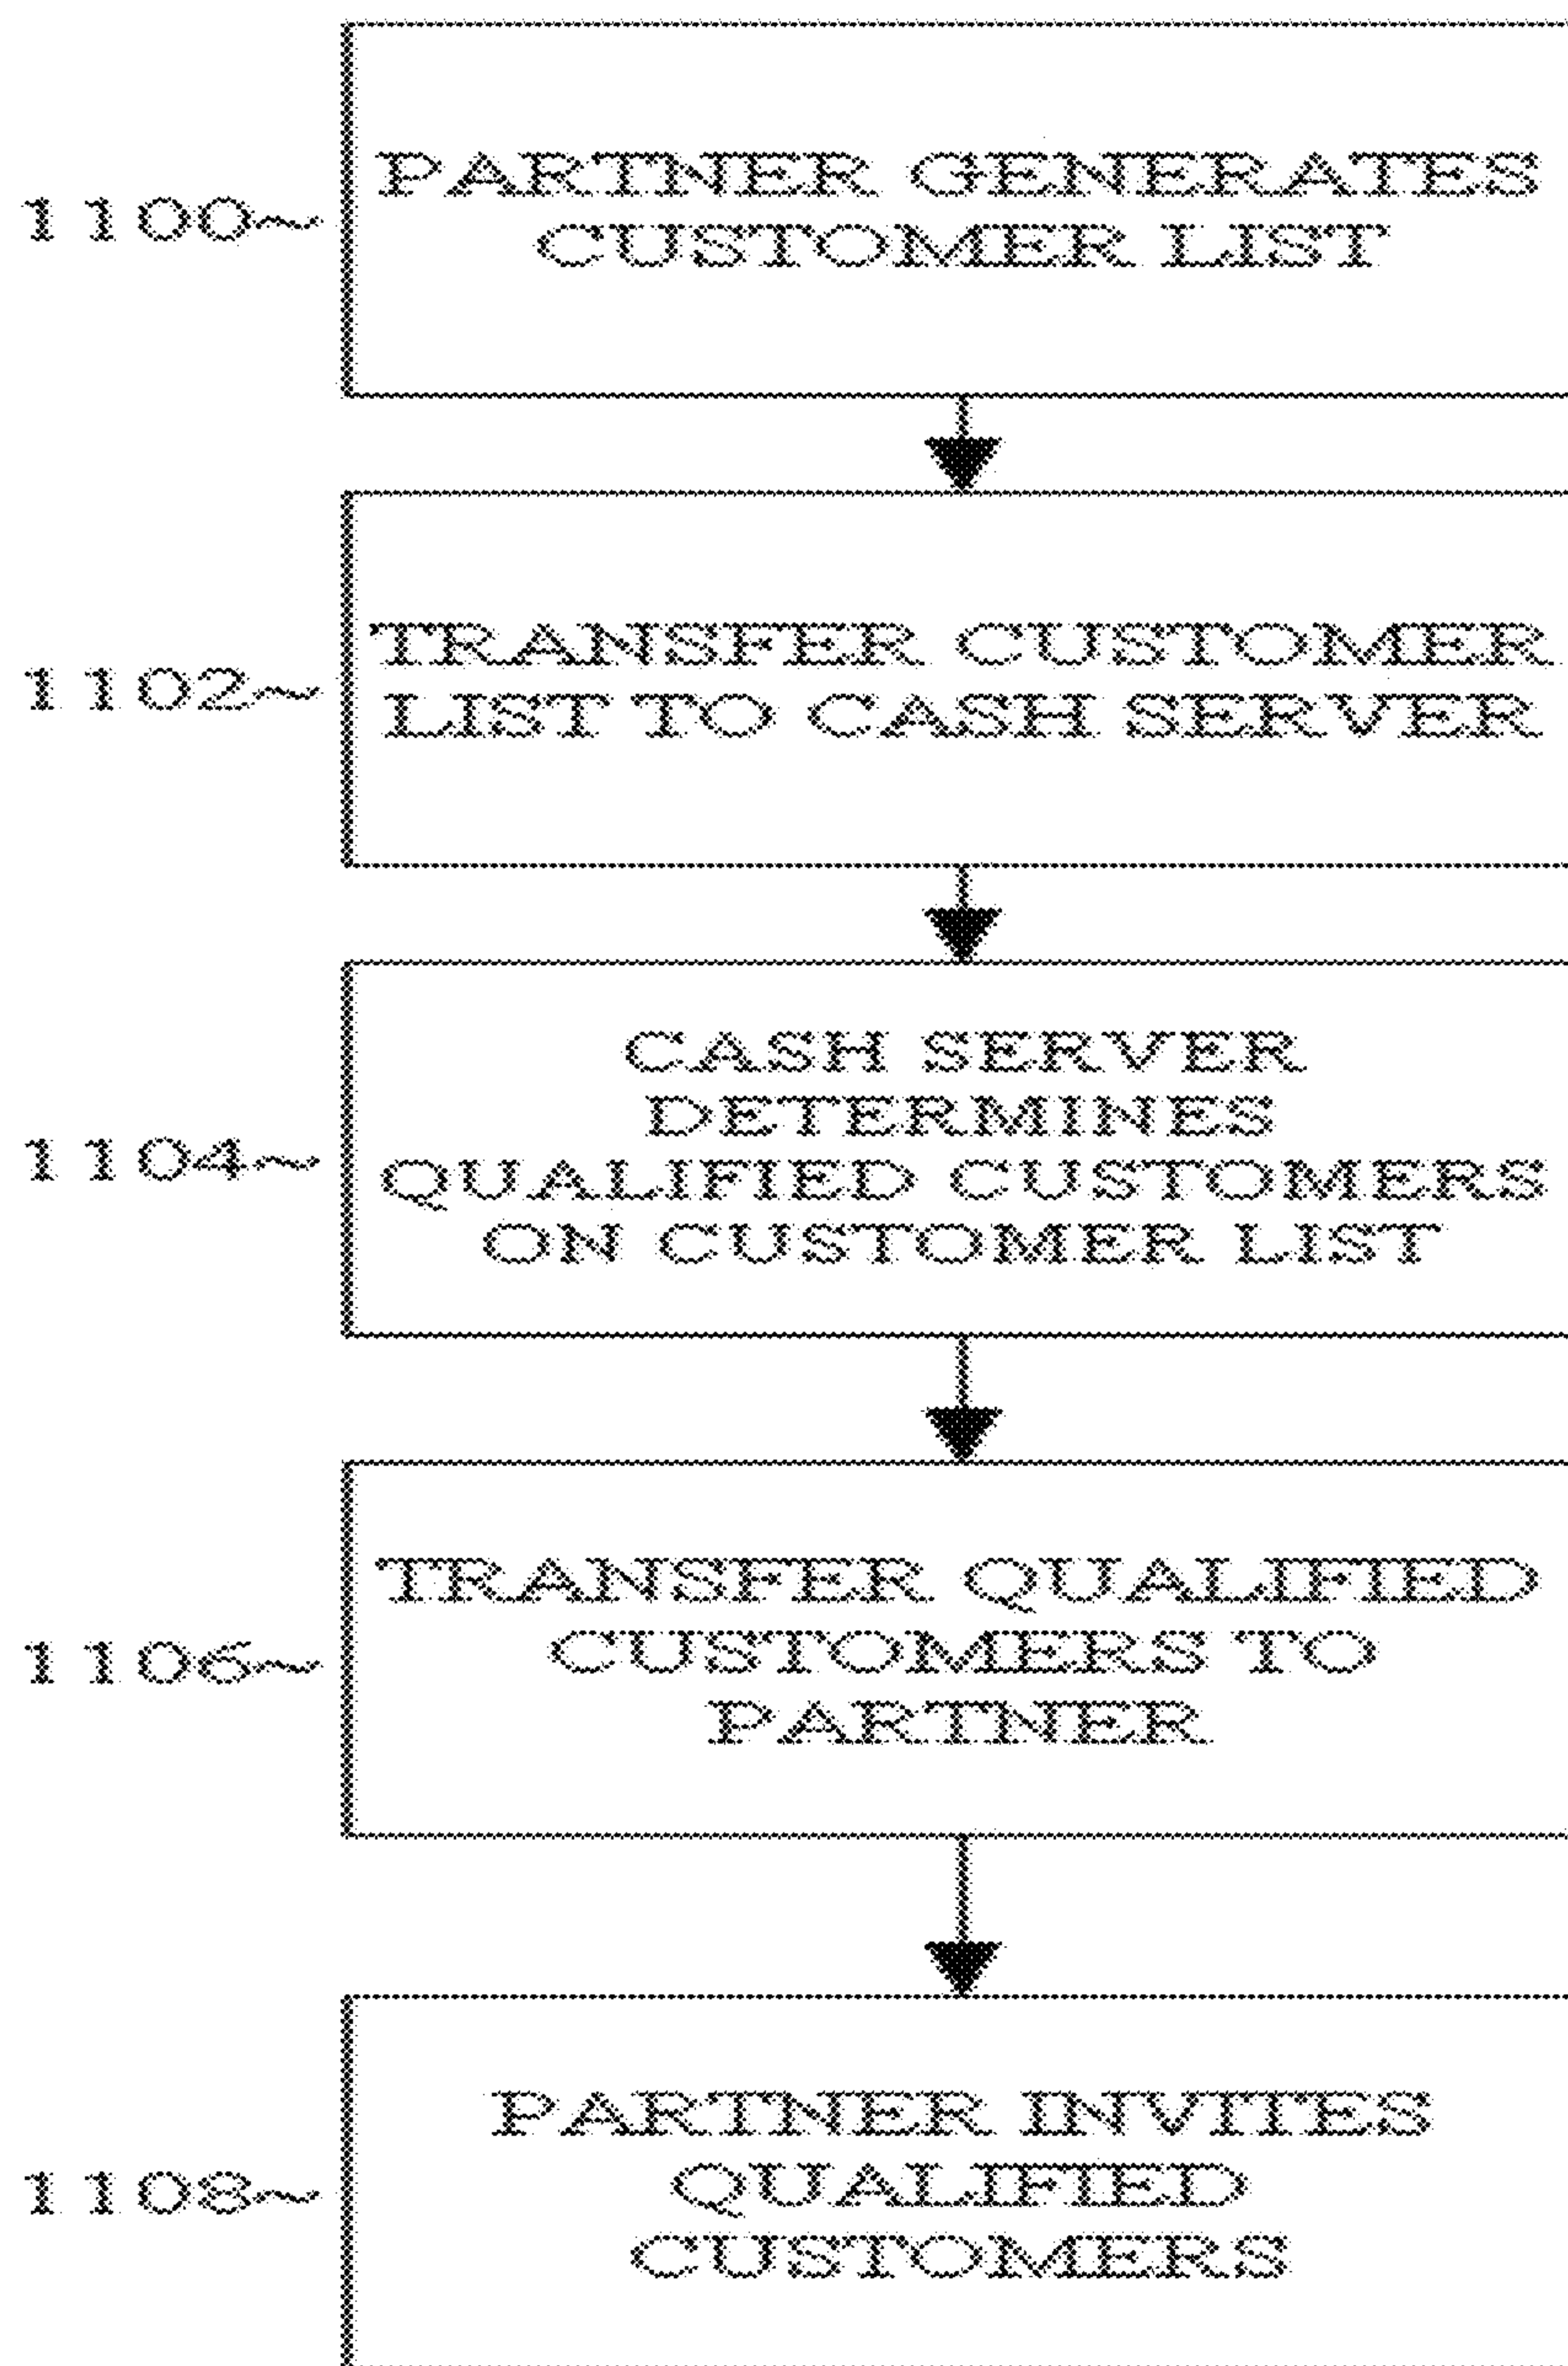 1100~
PARTNER GENERATES
CUSTOMER LIST
1102~
TRANSFER CUSTOMER
LIST TO CASH SERVER
1104~
CASH SERVER
DETERMINES
QUALIFIED CUSTOMERS
ON CUSTOMER LIST
1106~
TRANSFER QUALIFIED
CUSTOMERS TO
PARTNER
1108~
PARTNER INVITES
QUALIFIED
CUSTOMERS